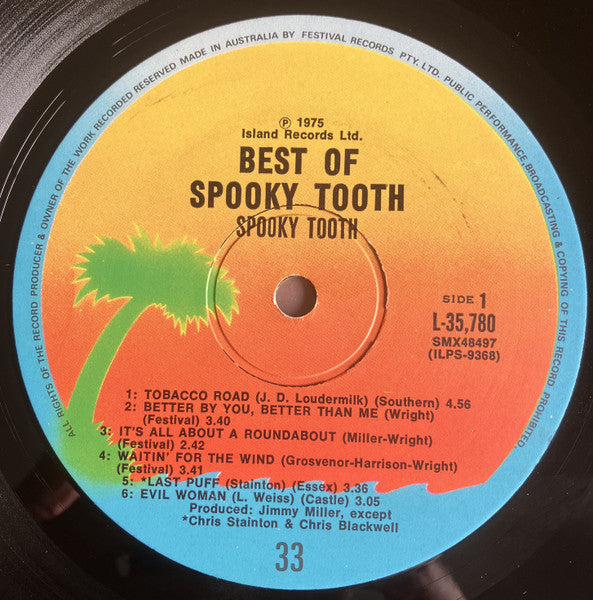 ALL RIGHTS OF THE RECORD PRODUCER & OWNER OF THE WORK RECORDED RESERVED MADE IN AUSTRALIA BY FESTIVAL RECORDS PTY. LTD. PUBLIC PERFORMANCE, BROADCASTING & COPYING OF THIS RECORD PROHIBITED.
℗ 1975
Island Records Ltd.
BEST OF
SPOOKY TOOTH
SPOOKY TOOTH
SIDE 1
L-35,780
SMX48497
(ILPS-9368)
1: TOBACCO ROAD (J. D. Loudermilk) (Southern) 4.56
2: BETTER BY YOU, BETTER THAN ME (Wright)
(Festival) 3.40
3: IT'S ALL ABOUT A ROUNDABOUT (Miller-Wright)
(Festival) 2.42
4: WAITIN' FOR THE WIND (Grosvenor-Harrison-Wright)
(Festival) 3.41
5: *LAST PUFF (Stainton) (Essex) 3.36
6: EVIL WOMAN (L. Weiss) (Castle) 3.05
Produced: Jimmy Miller, except
*Chris Stainton & Chris Blackwell
33